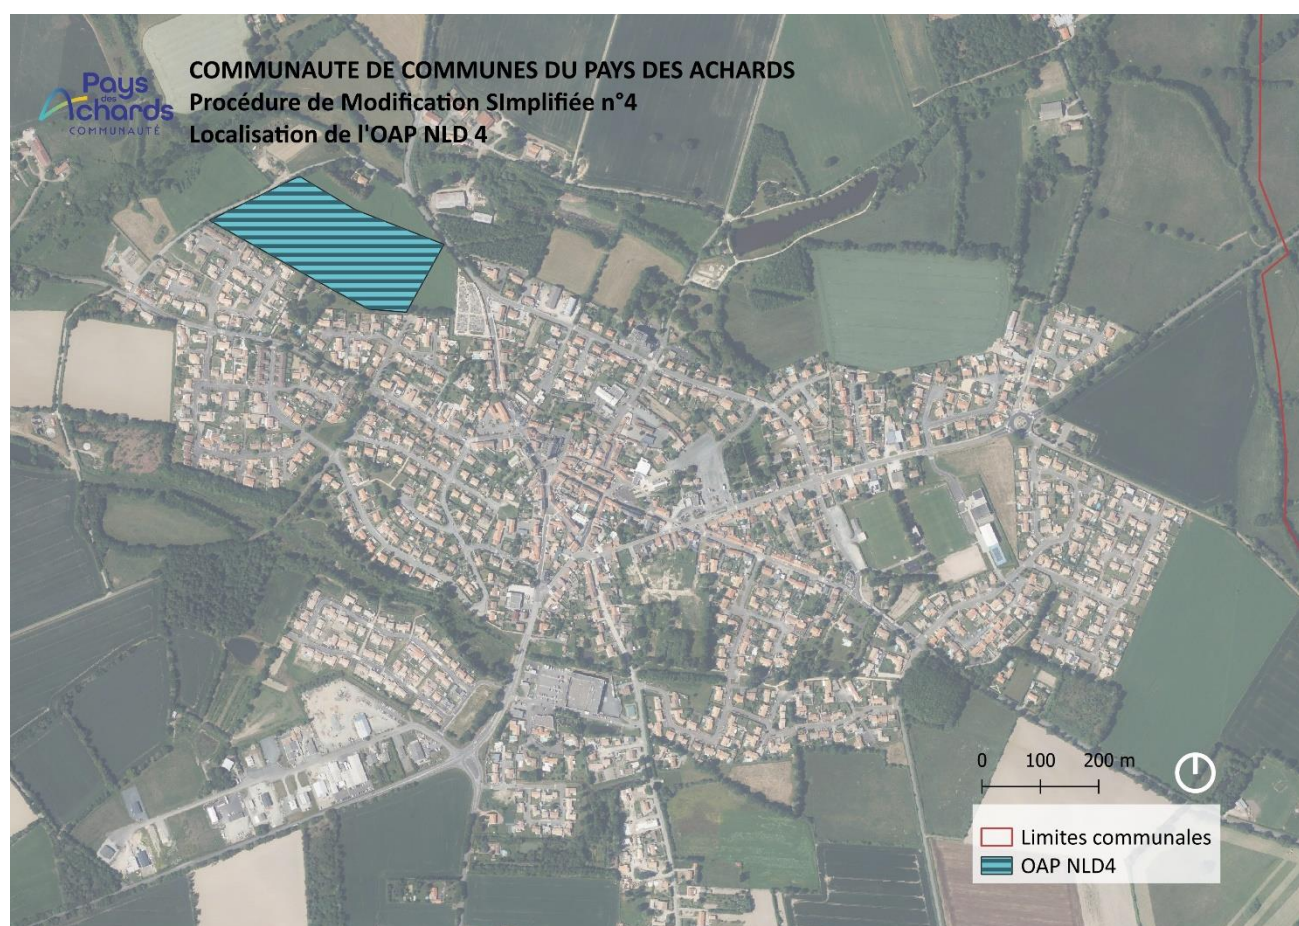 COMMUNAUTE DE COMMUNES DU PAYS DES ACHARDS
Procédure de Modification SImplifiée n°4
Localisation de l'OAP NLD 4
Pays
des
Achards
COMMUNAUTÉ
0 100 200 m
Limites communales
OAP NLD4